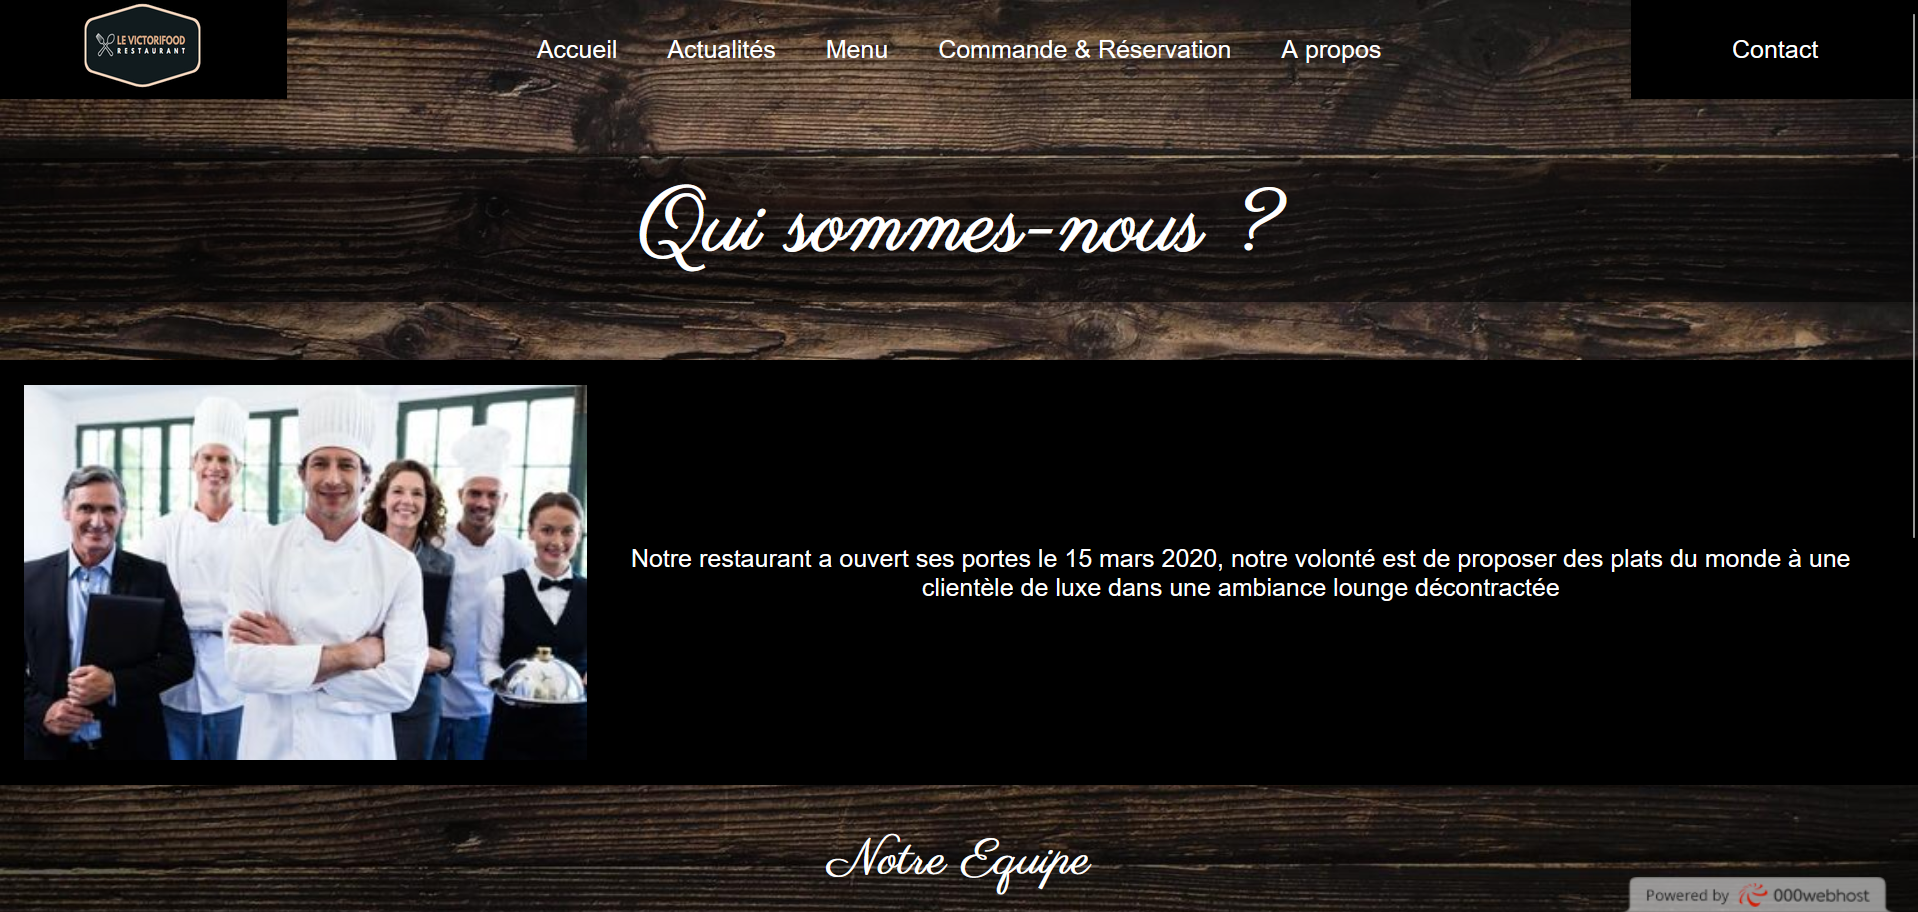 LE VICTORIFOOD
RESTAURANT
Accueil
Actualités
Menu
Commande & Réservation
A propos
Contact
Qui sommes-nous ?
Notre restaurant a ouvert ses portes le 15 mars 2020, notre volonté est de proposer des plats du monde à une
clientèle de luxe dans une ambiance lounge décontractée
Notre Equipe
Powered by 000webhost